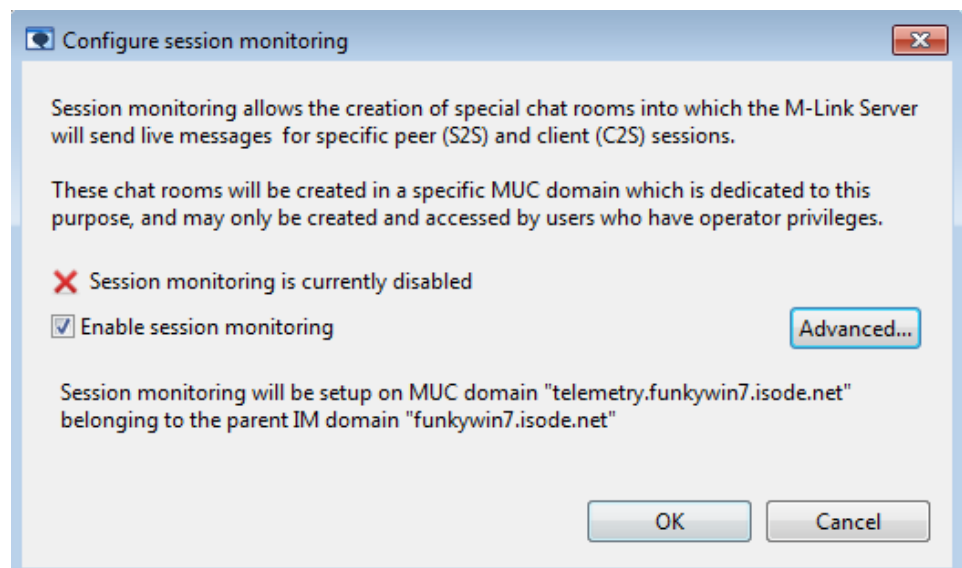 Configure session monitoring
Session monitoring allows the creation of special chat rooms into which the M-Link Server
will send live messages  for specific peer (S2S) and client (C2S) sessions.
These chat rooms will be created in a specific MUC domain which is dedicated to this
purpose, and may only be created and accessed by users who have operator privileges.
Session monitoring is currently disabled
Enable session monitoring
Advanced...
Session monitoring will be setup on MUC domain "telemetry.funkywin7.isode.net"
belonging to the parent IM domain "funkywin7.isode.net"
OK
Cancel